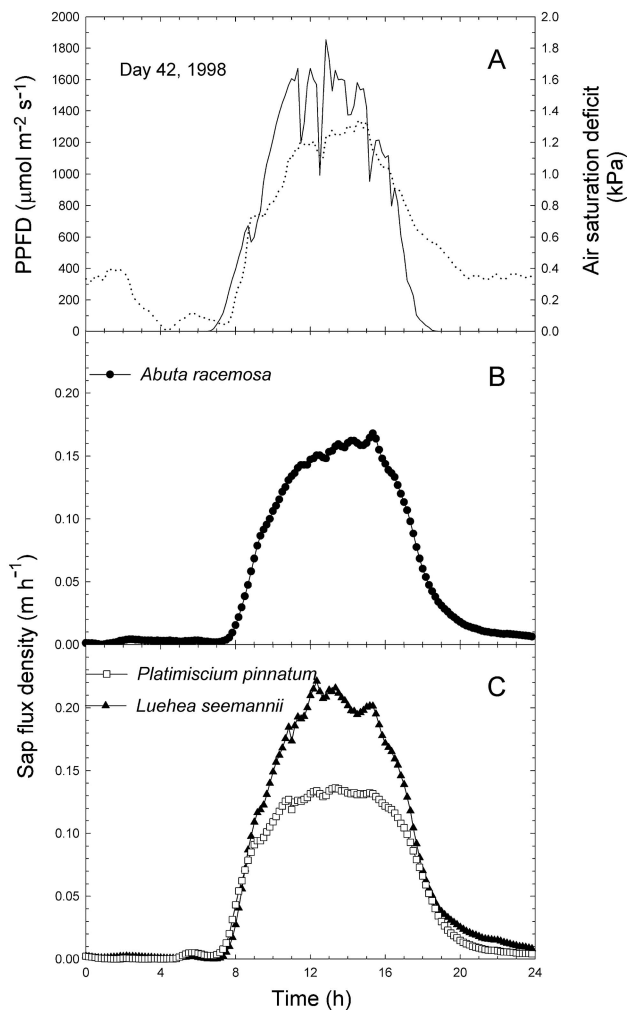 2000
1800
1600
1400
1200
1000
800
600
400
200
0
PPFD (μmol m⁻² s⁻¹)
Day 42, 1998
A
2.0
1.8
1.6
1.4
1.2
1.0
0.8
0.6
0.4
0.2
0.0
Air saturation deficit
(kPa)
Abuta racemosa
B
0.20
0.15
0.10
0.05
0.00
Sap flux density (m h⁻¹)
Platimiscium pinnatum
Luehea seemannii
C
0.20
0.15
0.10
0.05
0.00
0 4 8 12 16 20 24
Time (h)